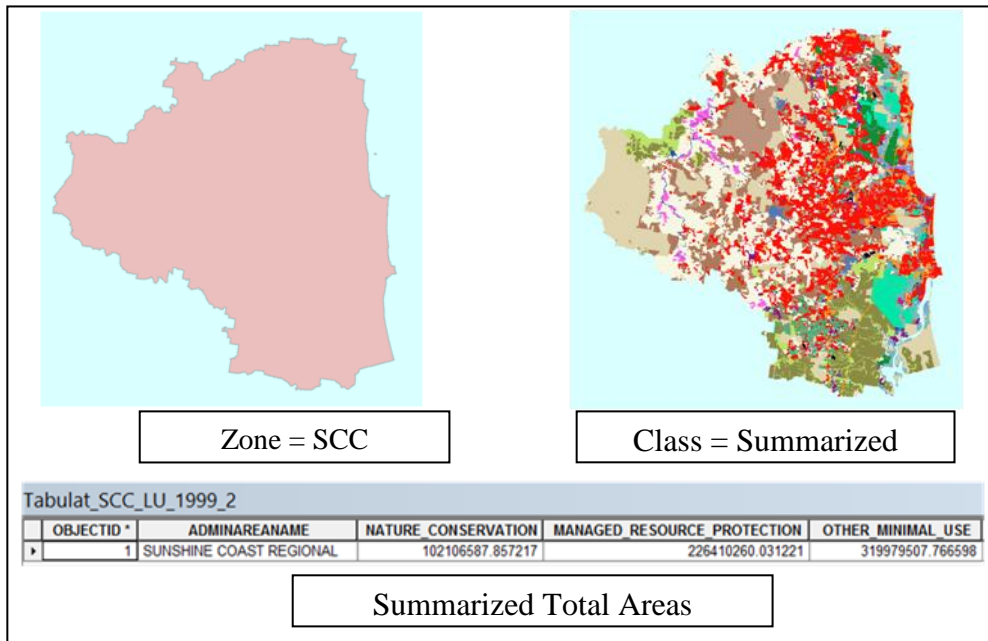 Zone = SCC
Class = Summarized
Tabulat_SCC_LU_1999_2
OBJECTID * ADMINAREANAME NATURE_CONSERVATION MANAGED_RESOURCE_PROTECTION OTHER_MINIMAL_USE
1 SUNSHINE COAST REGIONAL 102106587.857217 226410260.031221 319979507.766598
Summarized Total Areas